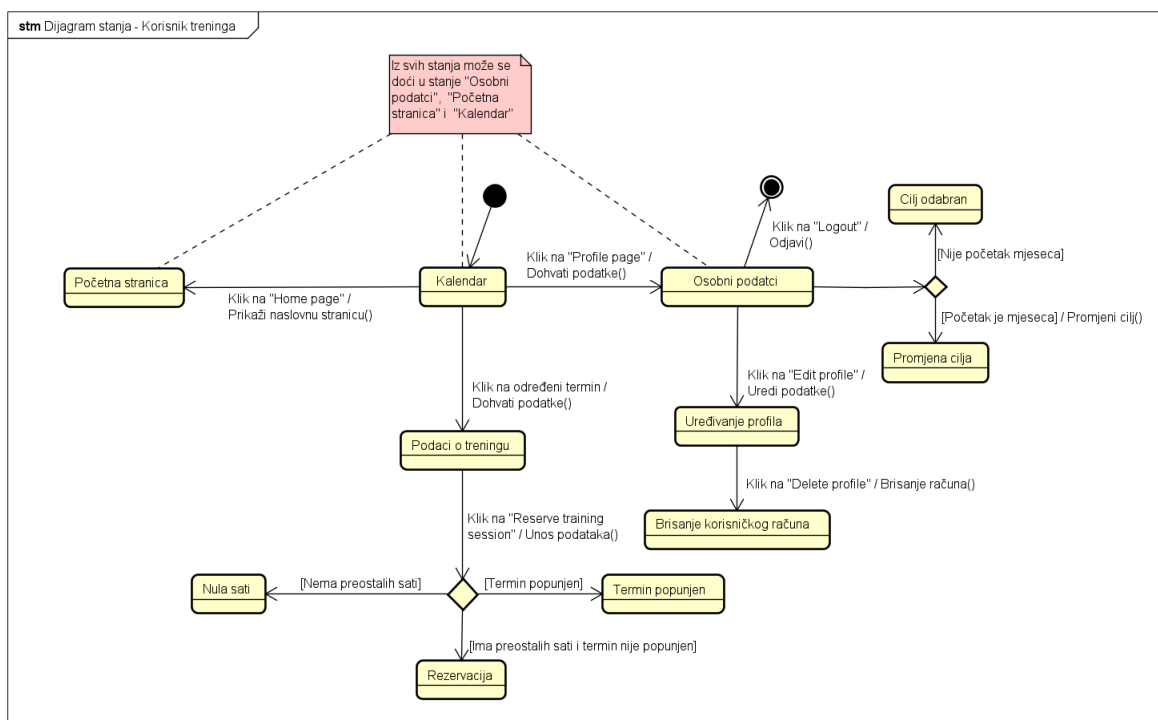 stm Dijagram stanja - Korisnik treninga
Iz svih stanja može se
doći u stanje "Osobni
podatci", "Početna
stranica" i "Kalendar"
Cilj odabran
Klik na "Logout" /
Odjavi()
[Nije početak mjeseca]
Klik na "Profile page" /
Dohvati podatke()
Početna stranica
Kalendar
Osobni podatci
Klik na "Home page" /
Prikaži naslovnu stranicu()
[Početak je mjeseca] / Promjeni cilj()
Promjena cilja
Klik na određeni termin /
Dohvati podatke()
Klik na "Edit profile" /
Uredi podatke()
Podaci o treningu
Uređivanje profila
Klik na "Delete profile" / Brisanje računa()
Klik na "Reserve training
session" / Unos podataka()
Brisanje korisničkog računa
[Nema preostalih sati]
[Termin popunjen]
Nula sati
Termin popunjen
[Ima preostalih sati i termin nije popunjen]
Rezervacija